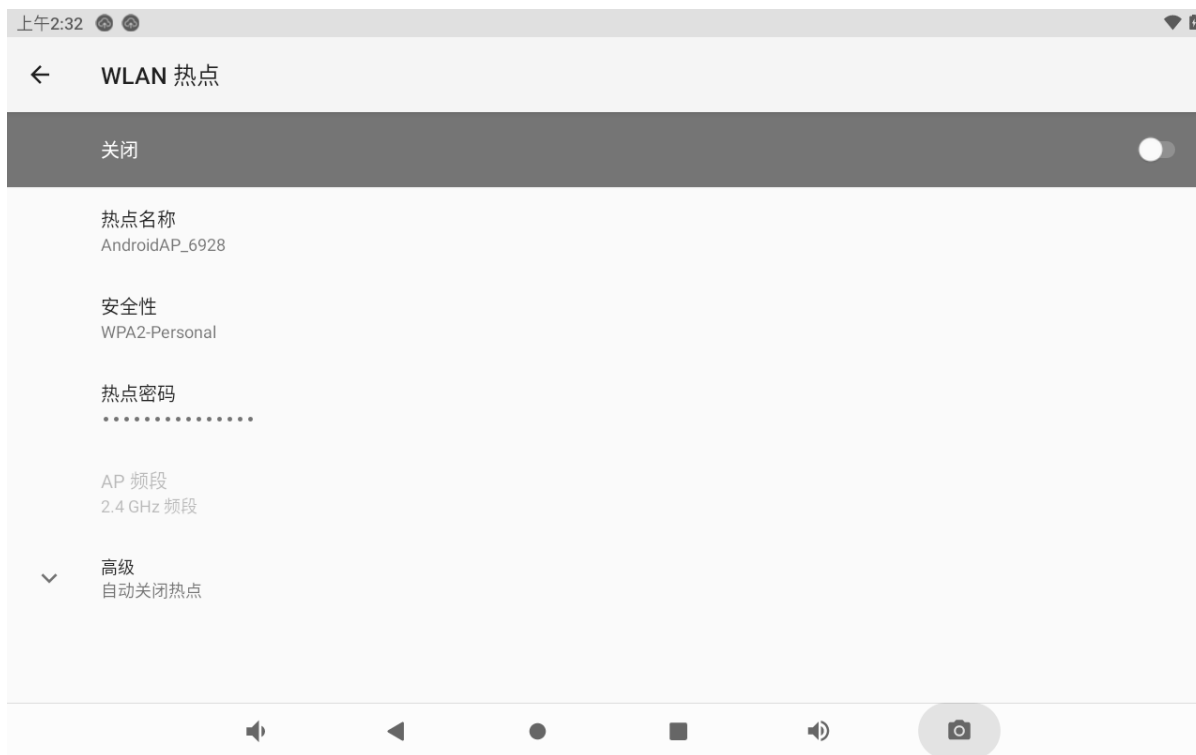 上午2:32
WLAN 热点
关闭
热点名称
AndroidAP_6928
安全性
WPA2-Personal
热点密码
•••••••••••••••
AP 频段
2.4 GHz 频段
高级
自动关闭热点